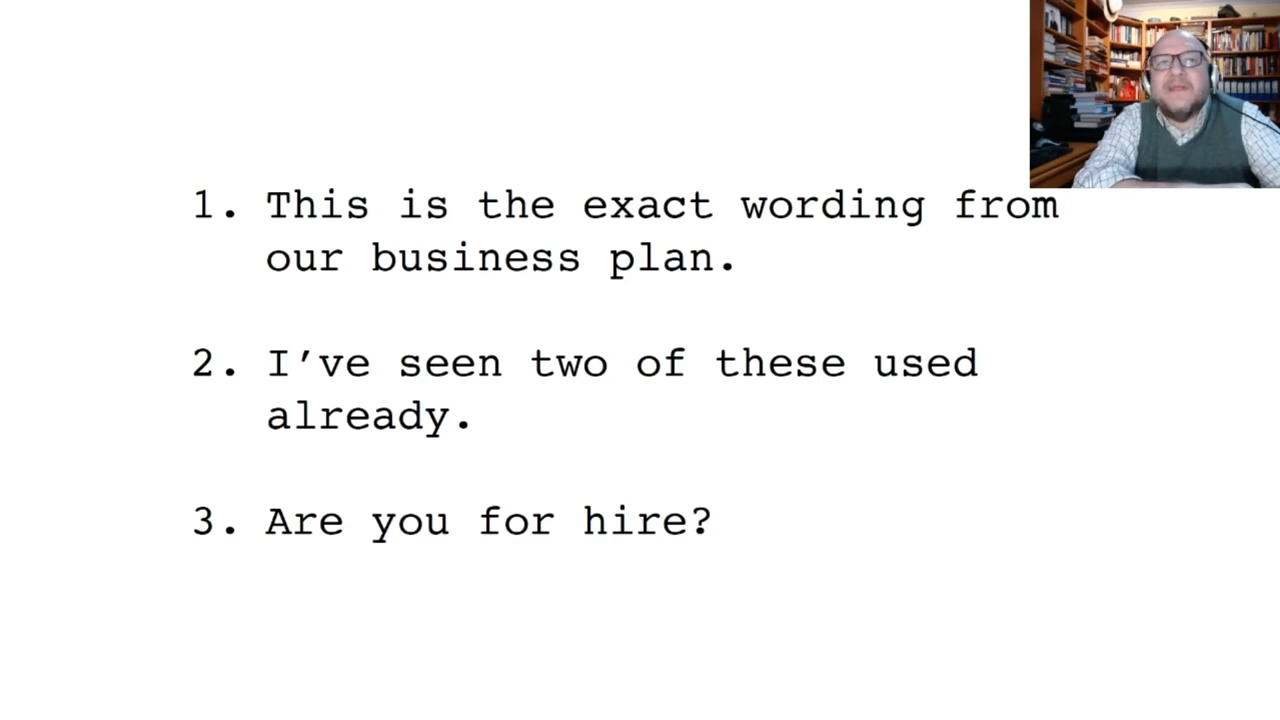 1. This is the exact wording from
our business plan.
2. I’ve seen two of these used
already.
3. Are you for hire?